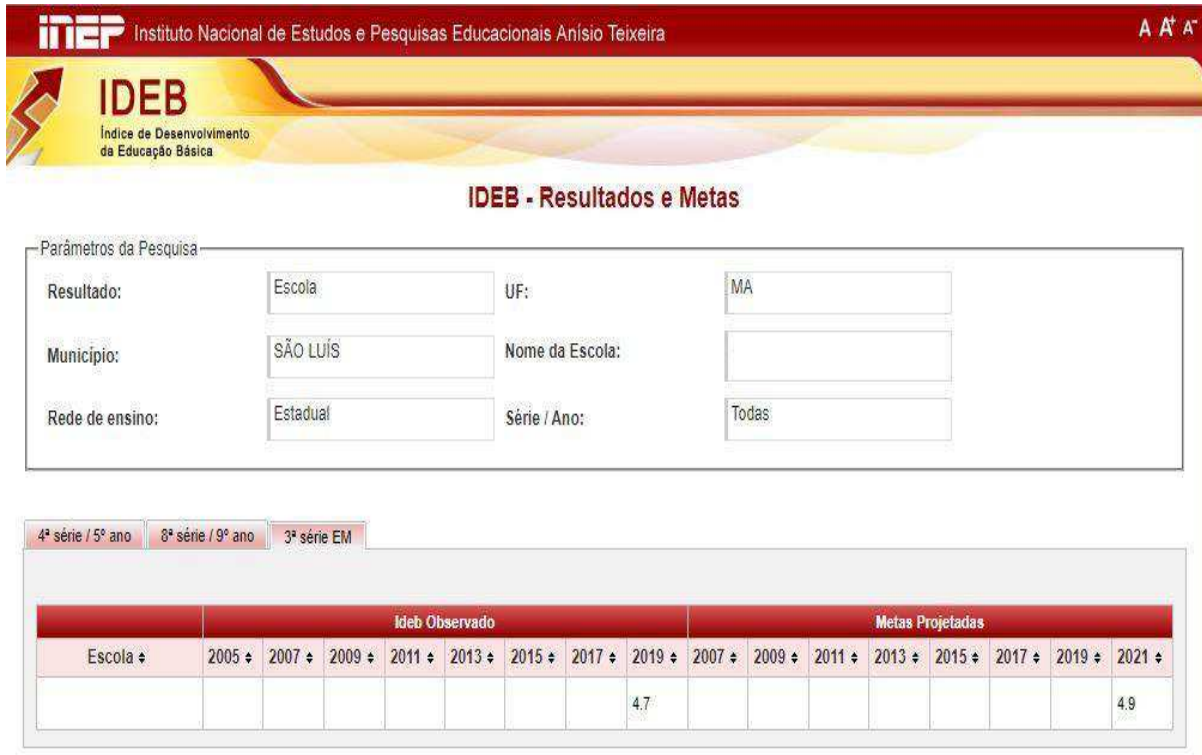 inep Instituto Nacional de Estudos e Pesquisas Educacionais Anísio Teixeira A A+ A-
IDEB
Índice de Desenvolvimento
da Educação Básica
IDEB - Resultados e Metas
Parâmetros da Pesquisa
Resultado: Escola UF: MA
Município: SÃO LUÍS Nome da Escola:
Rede de ensino: Estadual Série / Ano: Todas
4ª série / 5º ano 8ª série / 9º ano 3ª série EM
Ideb Observado Metas Projetadas
Escola 2005 2007 2009 2011 2013 2015 2017 2019 2007 2009 2011 2013 2015 2017 2019 2021
4.7 4.9